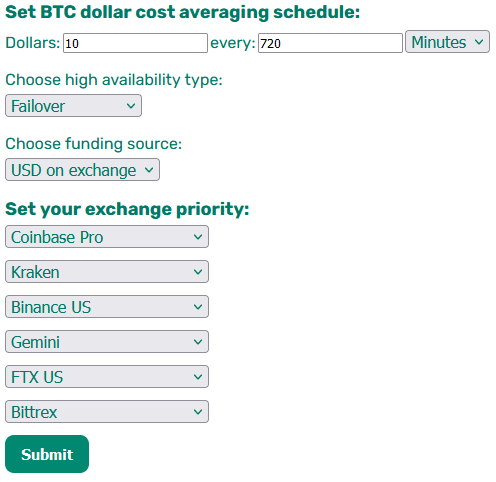 Set BTC dollar cost averaging schedule:
Dollars: 10 every: 720 Minutes
Choose high availability type:
Failover
Choose funding source:
USD on exchange
Set your exchange priority:
Coinbase Pro
Kraken
Binance US
Gemini
FTX US
Bittrex
Submit